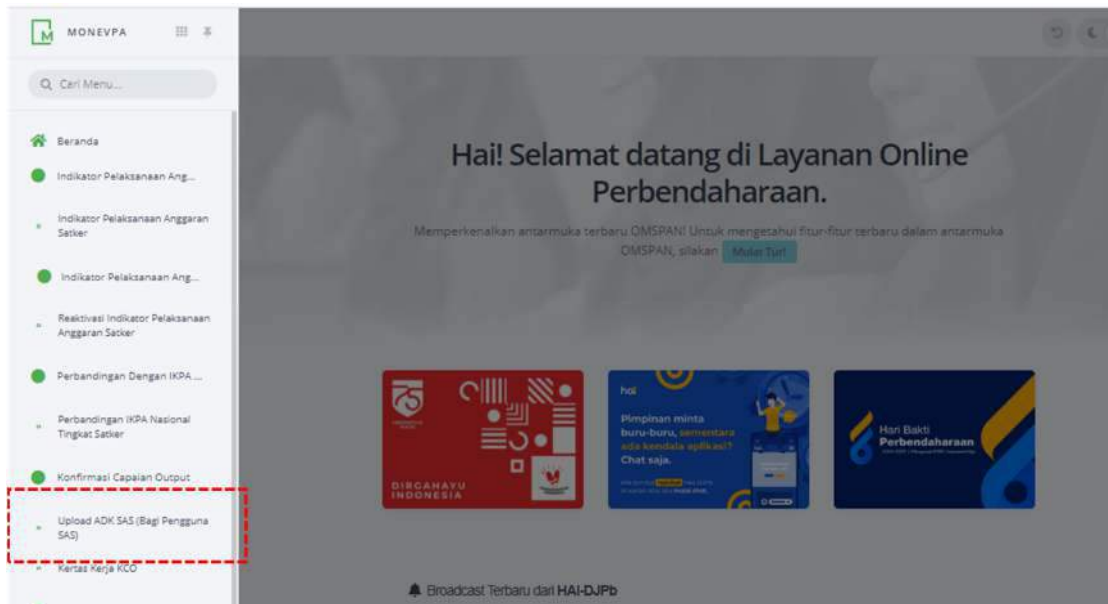 MONEVPA
Cari Menu...
Beranda
Indikator Pelaksanaan Ang...
Indikator Pelaksanaan Anggaran
Satker
Indikator Pelaksanaan Ang...
Reaktivasi Indikator Pelaksanaan
Anggaran Satker
Perbandingan Dengan IKPA ...
Perbandingan IKPA Nasional
Tingkat Satker
Konfirmasi Capaian Output
Upload ADK SAS (Bagi Pengguna
SAS)
Kertas Kerja KCO
Hai! Selamat datang di Layanan Online
Perbendaharaan.
Memperkenalkan antarmuka terbaru OMSPAN! Untuk mengetahui fitur-fitur terbaru dalam antarmuka
OMSPAN, silakan Mulai Tur!
75
DIRGAHAYU
INDONESIA
hai
Pimpinan minta
buru-buru, sementara
ada kendala aplikasi?
Chat saja.
Hari Bakti
Perbendaharaan
Broadcast Terbaru dari HAI-DJPb